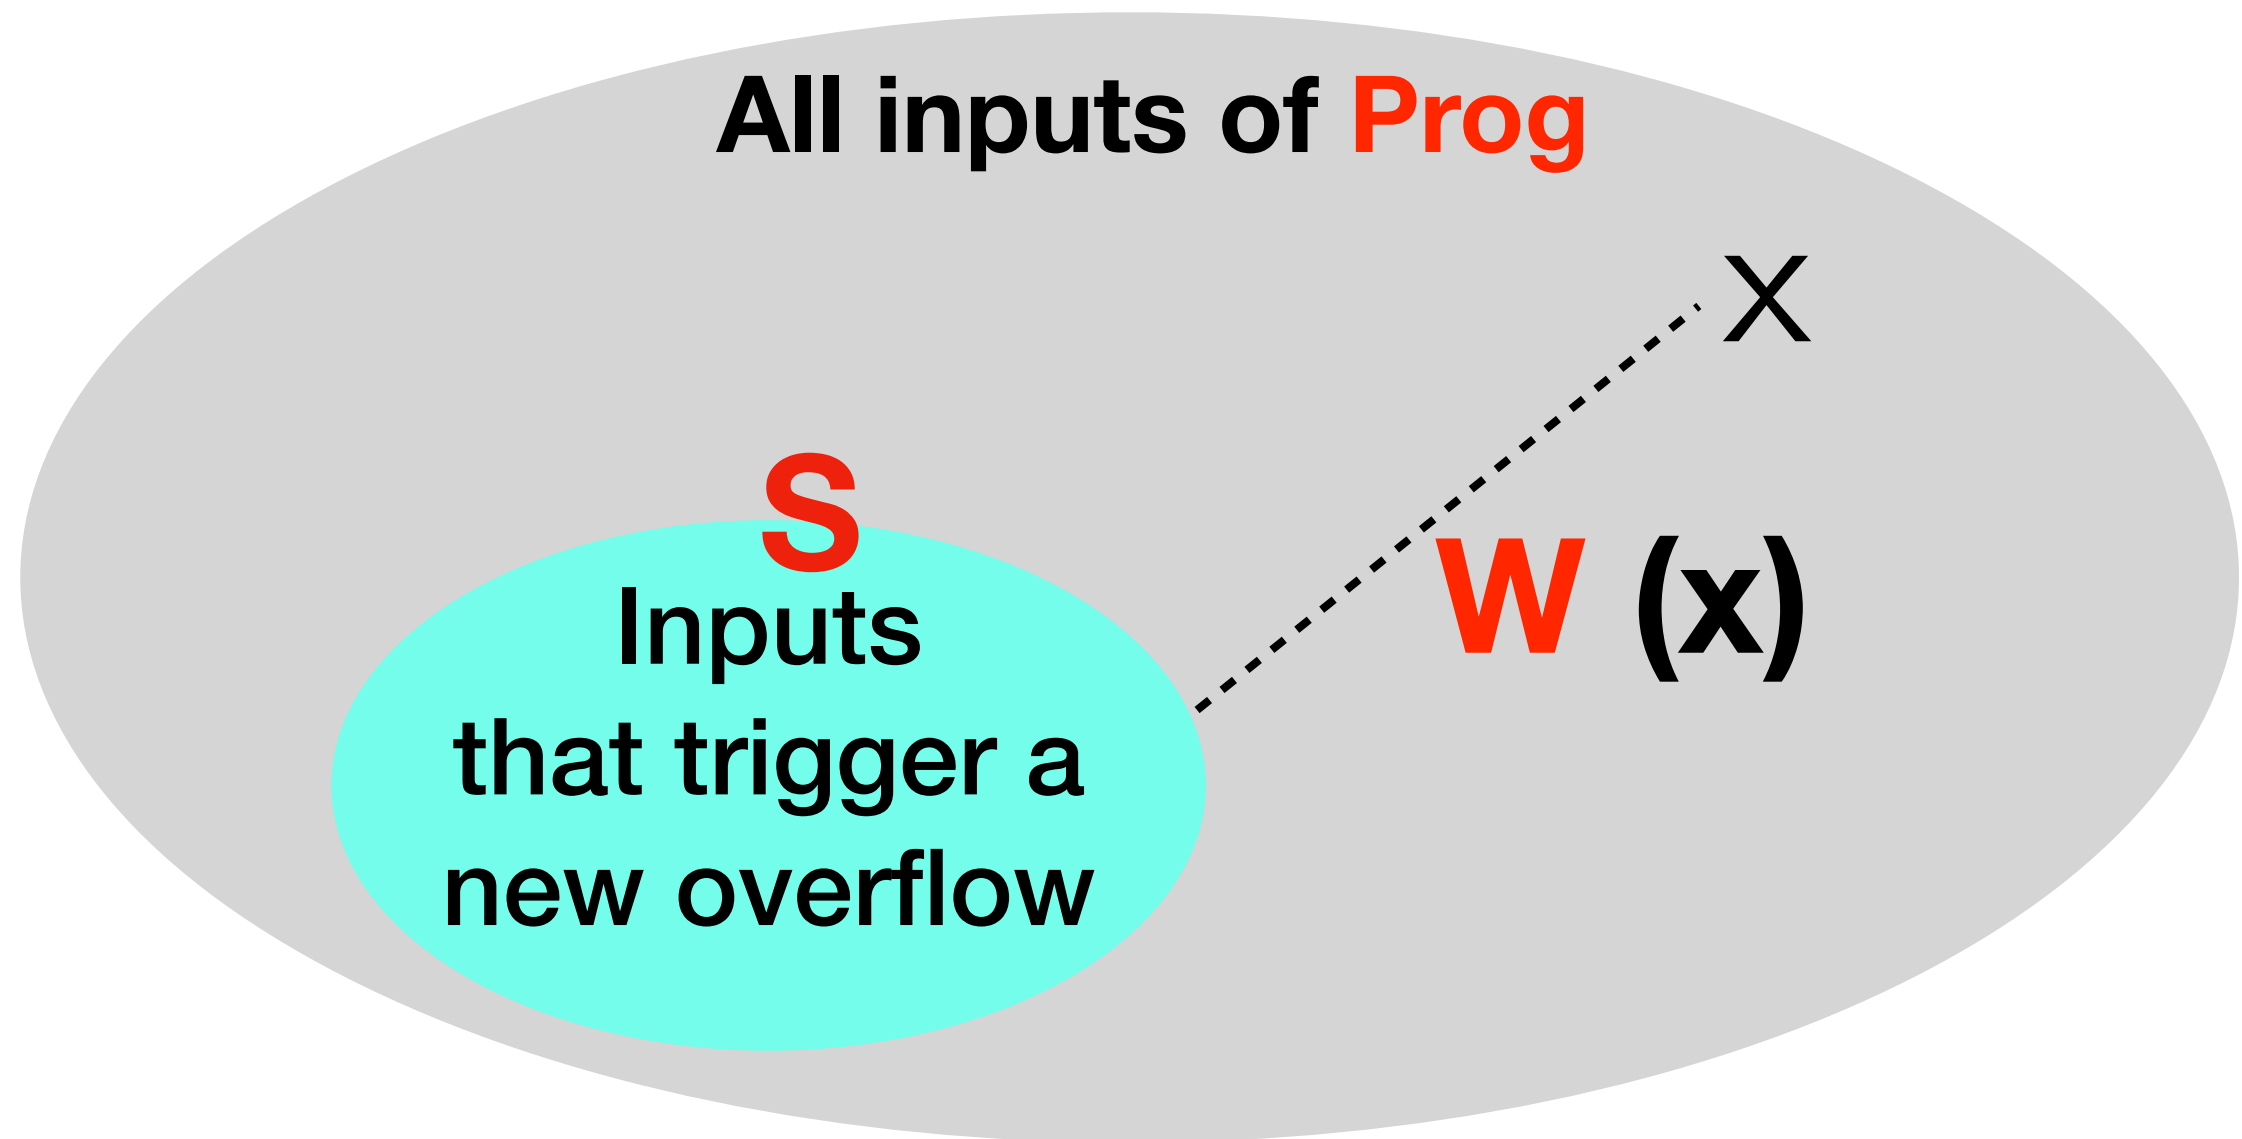 All inputs of Prog
X
S
Inputs
that trigger a
new overflow
W (x)